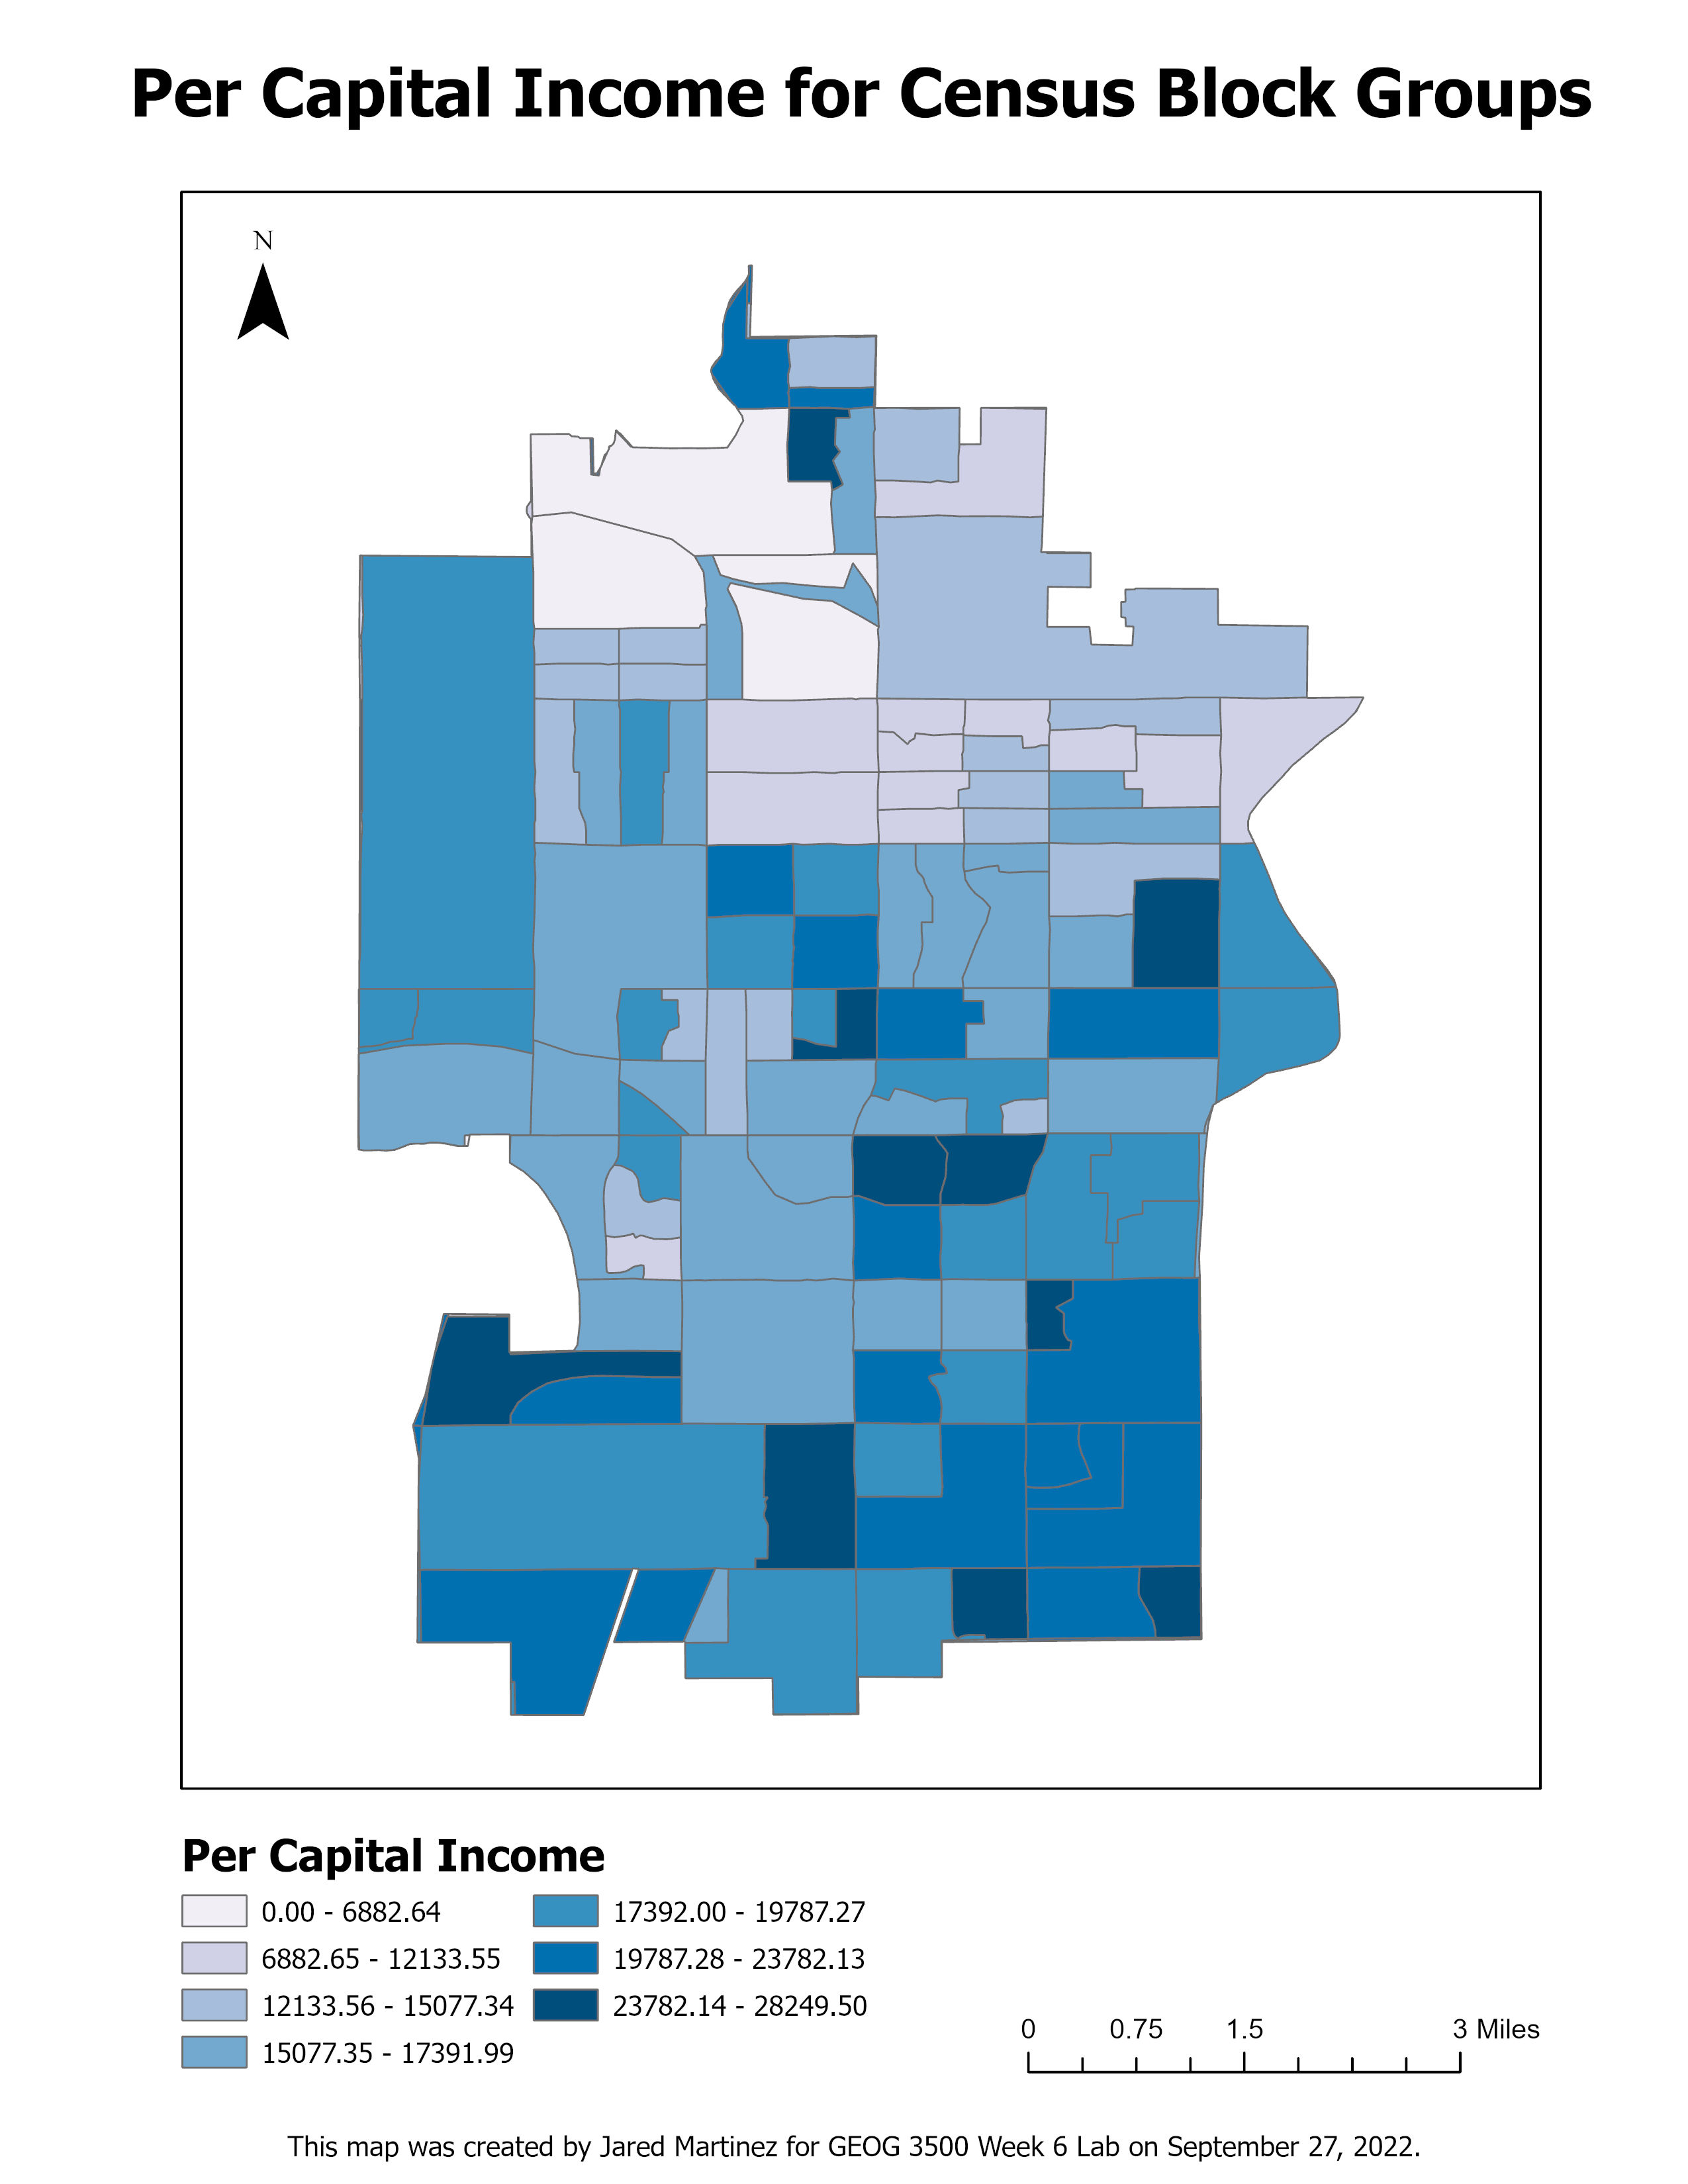 Per Capital Income for Census Block Groups
N
Per Capital Income
0.00 - 6882.64
6882.65 - 12133.55
12133.56 - 15077.34
15077.35 - 17391.99
17392.00 - 19787.27
19787.28 - 23782.13
23782.14 - 28249.50
0 0.75 1.5 3 Miles
This map was created by Jared Martinez for GEOG 3500 Week 6 Lab on September 27, 2022.